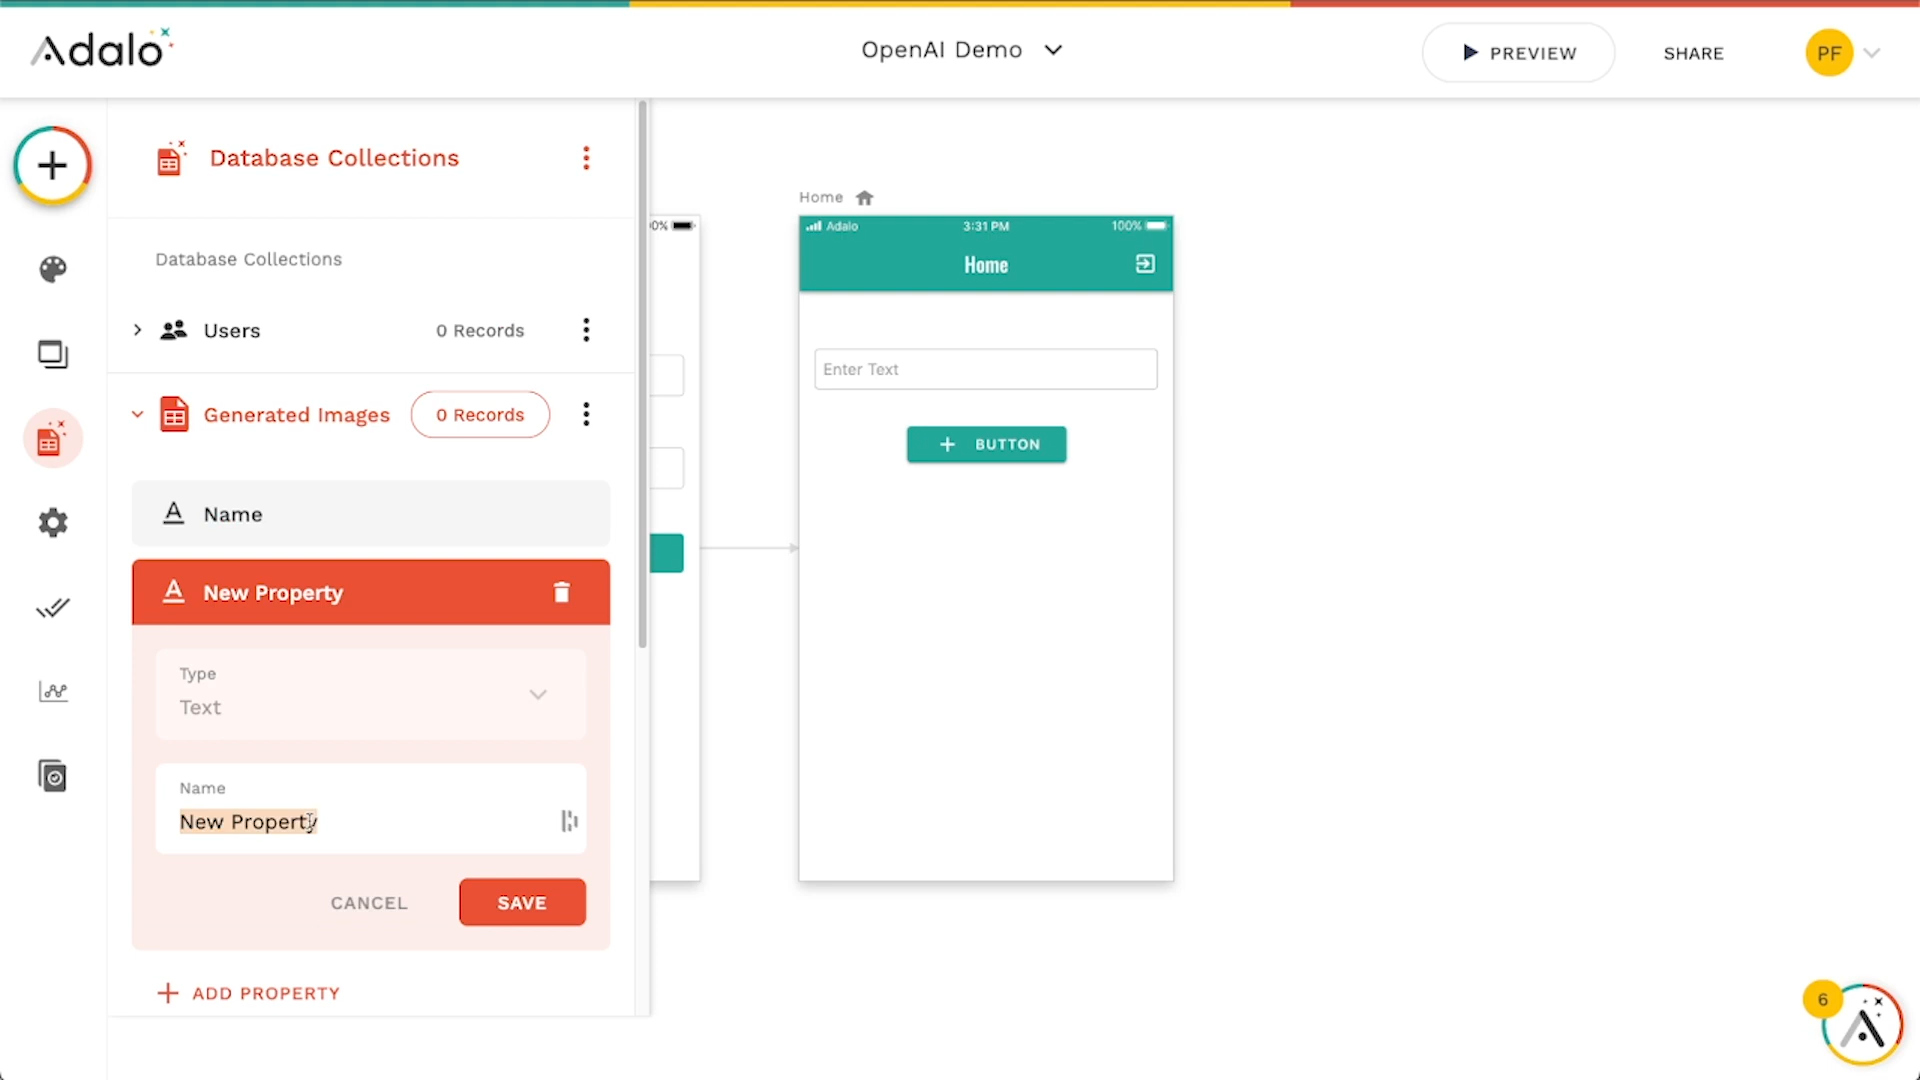 Adalo
OpenAI Demo
PREVIEW
SHARE
PF
Database Collections
Database Collections
Users
0 Records
Generated Images
0 Records
Name
New Property
Type
Text
Name
New Property
CANCEL
SAVE
ADD PROPERTY
0%
Home
Adalo
3:31 PM
100%
Home
Enter Text
+ BUTTON
6